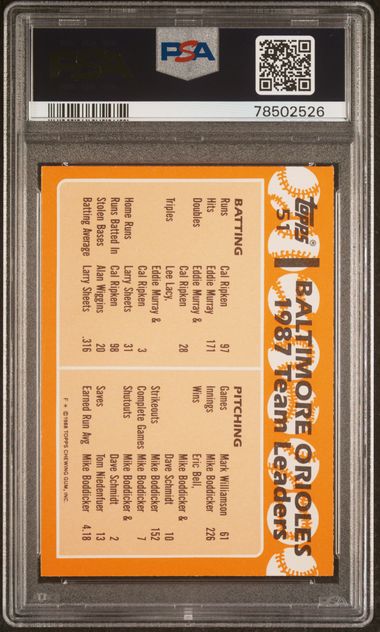 PSA
PSA
78502526
Topps®
51
BALTIMORE ORIOLES
1987 Team Leaders
BATTING
Runs Cal Ripken 97
Hits Eddie Murray 171
Doubles Eddie Murray &
Cal Ripken 28
Triples Lee Lacy,
Eddie Murray &
Cal Ripken 3
Home Runs Larry Sheets 31
Runs Batted In Cal Ripken 98
Stolen Bases Alan Wiggins 20
Batting Average Larry Sheets .316
PITCHING
Games Mark Williamson 61
Innings Mike Boddicker 226
Wins Eric Bell,
Mike Boddicker &
Dave Schmidt 10
Strikeouts Mike Boddicker 152
Complete Games Mike Boddicker 7
Shutouts Mike Boddicker &
Dave Schmidt 2
Saves Tom Niedenfuer 13
Earned Run Avg Mike Boddicker 4.18
F * © 1988 TOPPS CHEWING GUM, INC.